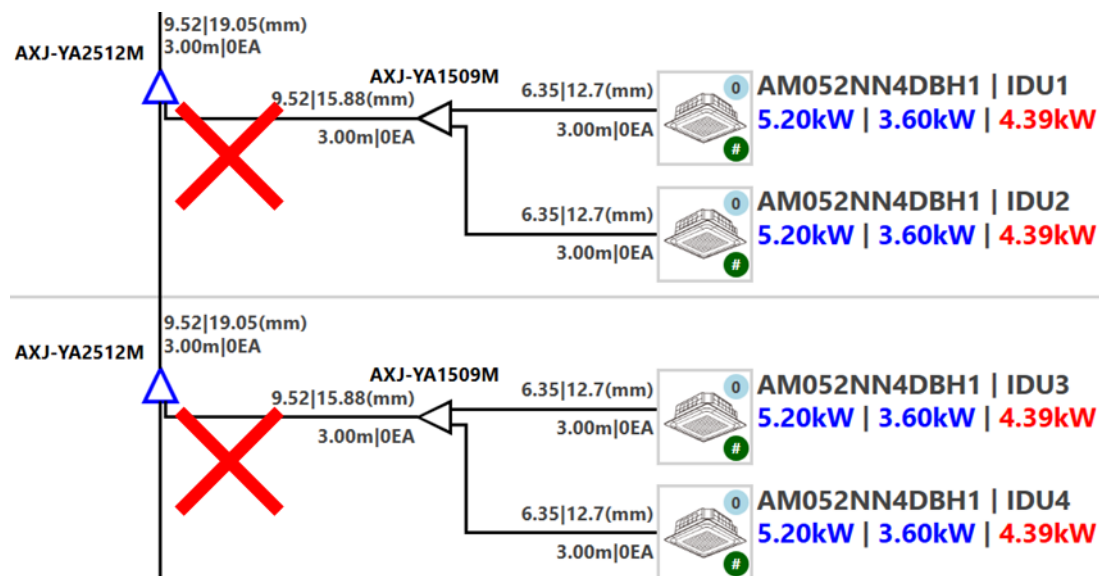 9.52|19.05(mm)
AXJ-YA2512M
3.00m|0EA
AXJ-YA1509M
9.52|15.88(mm)
3.00m|0EA
6.35|12.7(mm)
3.00m|0EA
0
#
AM052NN4DBH1 | IDU1
5.20kW | 3.60kW | 4.39kW
6.35|12.7(mm)
3.00m|0EA
0
#
AM052NN4DBH1 | IDU2
5.20kW | 3.60kW | 4.39kW
9.52|19.05(mm)
AXJ-YA2512M
3.00m|0EA
AXJ-YA1509M
9.52|15.88(mm)
3.00m|0EA
6.35|12.7(mm)
3.00m|0EA
0
#
AM052NN4DBH1 | IDU3
5.20kW | 3.60kW | 4.39kW
6.35|12.7(mm)
3.00m|0EA
0
#
AM052NN4DBH1 | IDU4
5.20kW | 3.60kW | 4.39kW